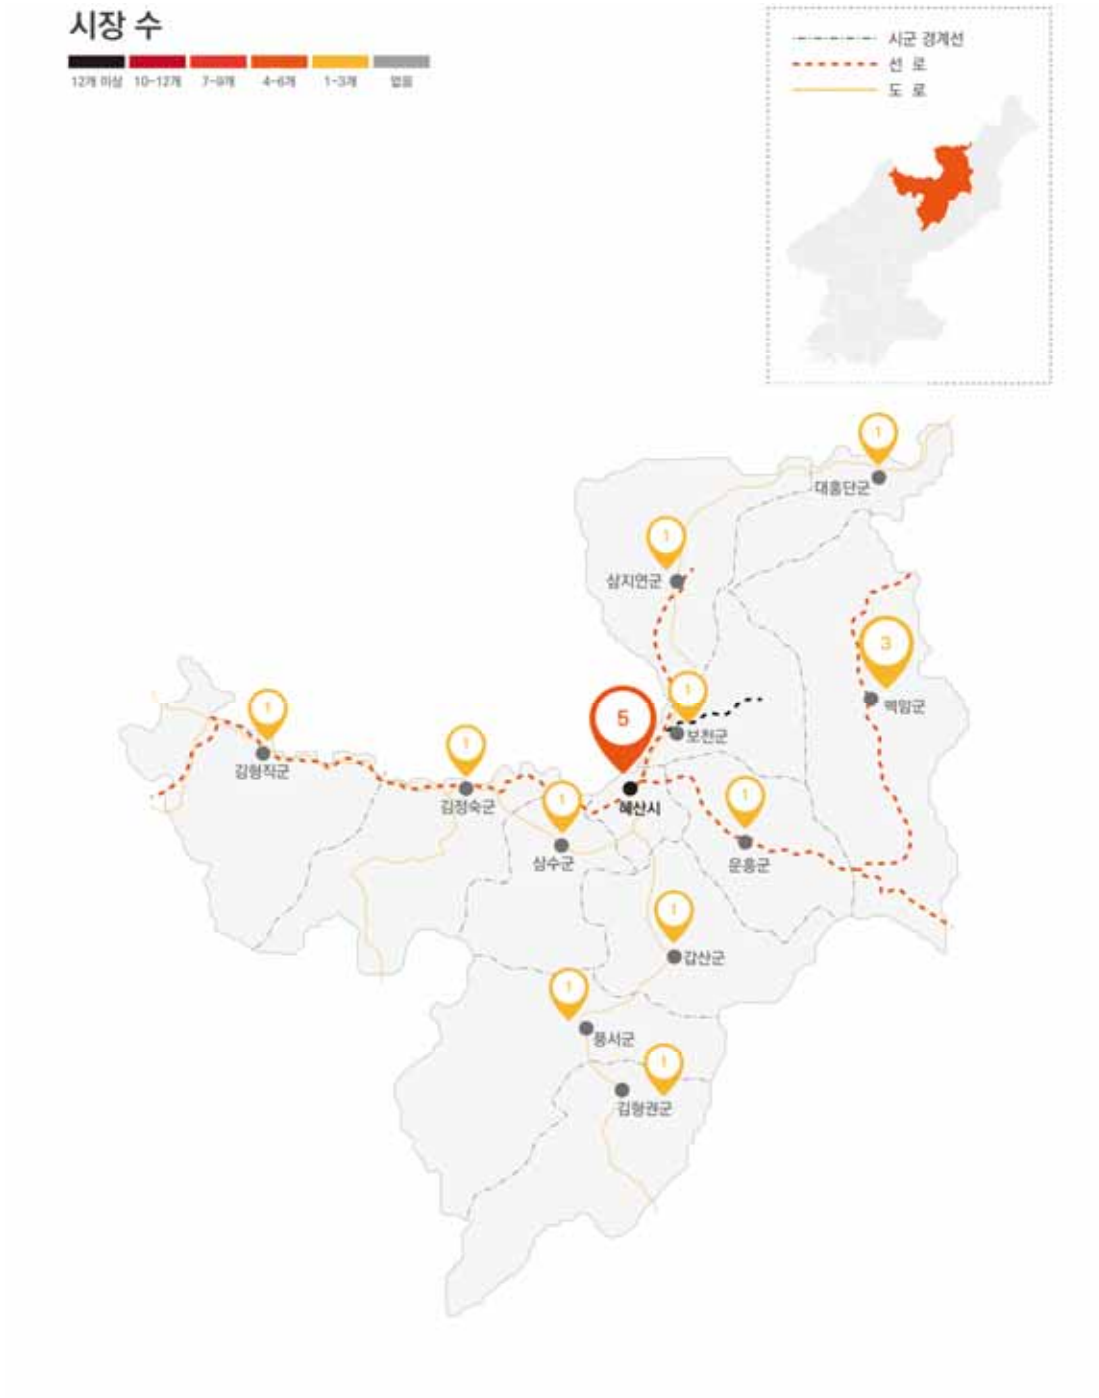 시장 수
12개 이상 10-12개 7-9개 4-6개 1-3개 없음
시군 경계선
선 로
도 로
1
대홍단군
1
삼지연군
3
백암군
1
보천군
5
혜산시
1
김형직군
1
김정숙군
1
삼수군
1
운흥군
1
갑산군
1
풍서군
1
김형권군